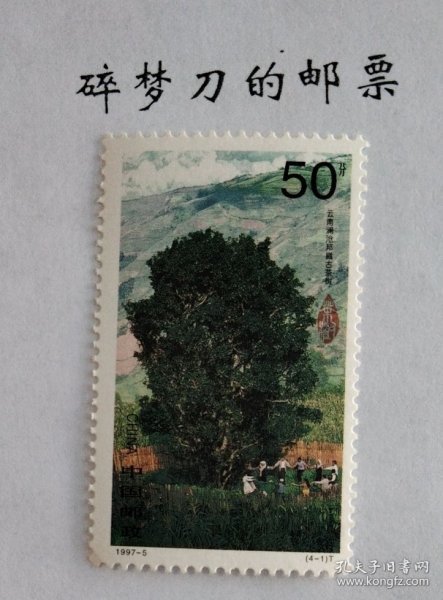 碎梦刀的邮票
50分
云南澜沧邦崴古茶树
CHINA 中国邮政
1997-5
(4-1)T
孔夫子旧书网
www.kongfz.com